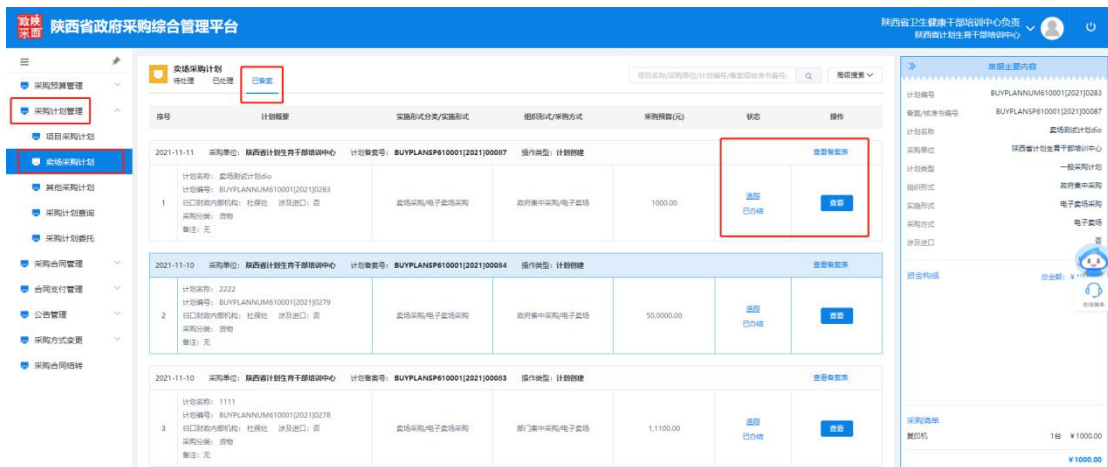 政陕
采西
陕西省政府采购综合管理平台
陕西省卫生健康干部培训中心负责
陕西省计划生育干部培训中心
采购预算管理
采购计划管理
项目采购计划
卖场采购计划
其他采购计划
采购计划查询
采购计划委托
采购合同管理
合同支付管理
公告管理
采购方式变更
采购合同结转
卖场采购计划
待处理 已处理 已备案
项目名称/采购单位/计划编号/备案或核准书编号;
高级搜索
序号 计划概要 实施形式分类/实施形式 组织形式/采购方式 采购预算(元) 状态 操作
2021-11-11 采购单位: 陕西省计划生育干部培训中心 计划备案号: BUYPLANSP610001[2021]00087 操作类型: 计划创建 查看备案表
计划名称: 卖场测试计划dio
计划编号: BUYPLANNUM610001[2021]0283
1 归口财政内部机构: 社保处 涉及进口: 否 卖场采购/电子卖场采购 政府集中采购/电子卖场 1000.00 追踪 已办结 查看
采购分类: 货物
备注: 无
2021-11-10 采购单位: 陕西省计划生育干部培训中心 计划备案号: BUYPLANSP610001[2021]00084 操作类型: 计划创建 查看备案表
计划名称: 2222
计划编号: BUYPLANNUM610001[2021]0279
2 归口财政内部机构: 社保处 涉及进口: 否 卖场采购/电子卖场采购 政府集中采购/电子卖场 50,0000.00 追踪 已办结 查看
采购分类: 货物
备注: 无
2021-11-10 采购单位: 陕西省计划生育干部培训中心 计划备案号: BUYPLANSP610001[2021]00083 操作类型: 计划创建 查看备案表
计划名称: 1111
计划编号: BUYPLANNUM610001[2021]0278
3 归口财政内部机构: 社保处 涉及进口: 否 卖场采购/电子卖场采购 部门集中采购/电子卖场 1,1100.00 追踪 已办结 查看
采购分类: 货物
备注: 无
单据主要内容
计划编号 BUYPLANNUM610001[2021]0283
备案/核准书编号 BUYPLANSP610001[2021]00087
计划名称 卖场测试计划dio
采购单位 陕西省计划生育干部培训中心
计划类型 一般采购计划
组织形式 政府集中采购
实施形式 电子卖场采购
采购方式 电子卖场
涉及进口 否
资金构成 总金额: ¥
在线服务
采购清单
复印机 1台 ¥1000.00
¥1000.00